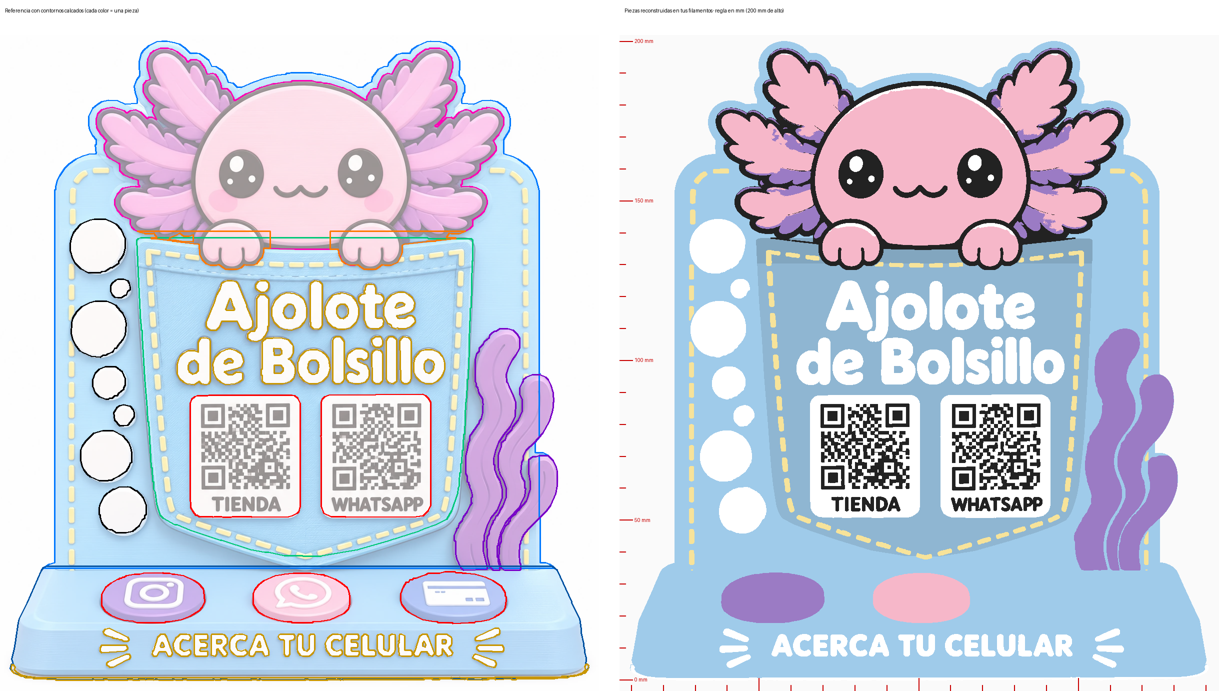 Referencia con contornos calcados (cada color = una pieza)
Piezas reconstruidas en tus filamentos · regla en mm (200 mm de alto)
Ajolote
de Bolsillo
TIENDA
WHATSAPP
ACERCA TU CELULAR
200 mm
150 mm
100 mm
50 mm
0 mm
Ajolote
de Bolsillo
TIENDA
WHATSAPP
ACERCA TU CELULAR